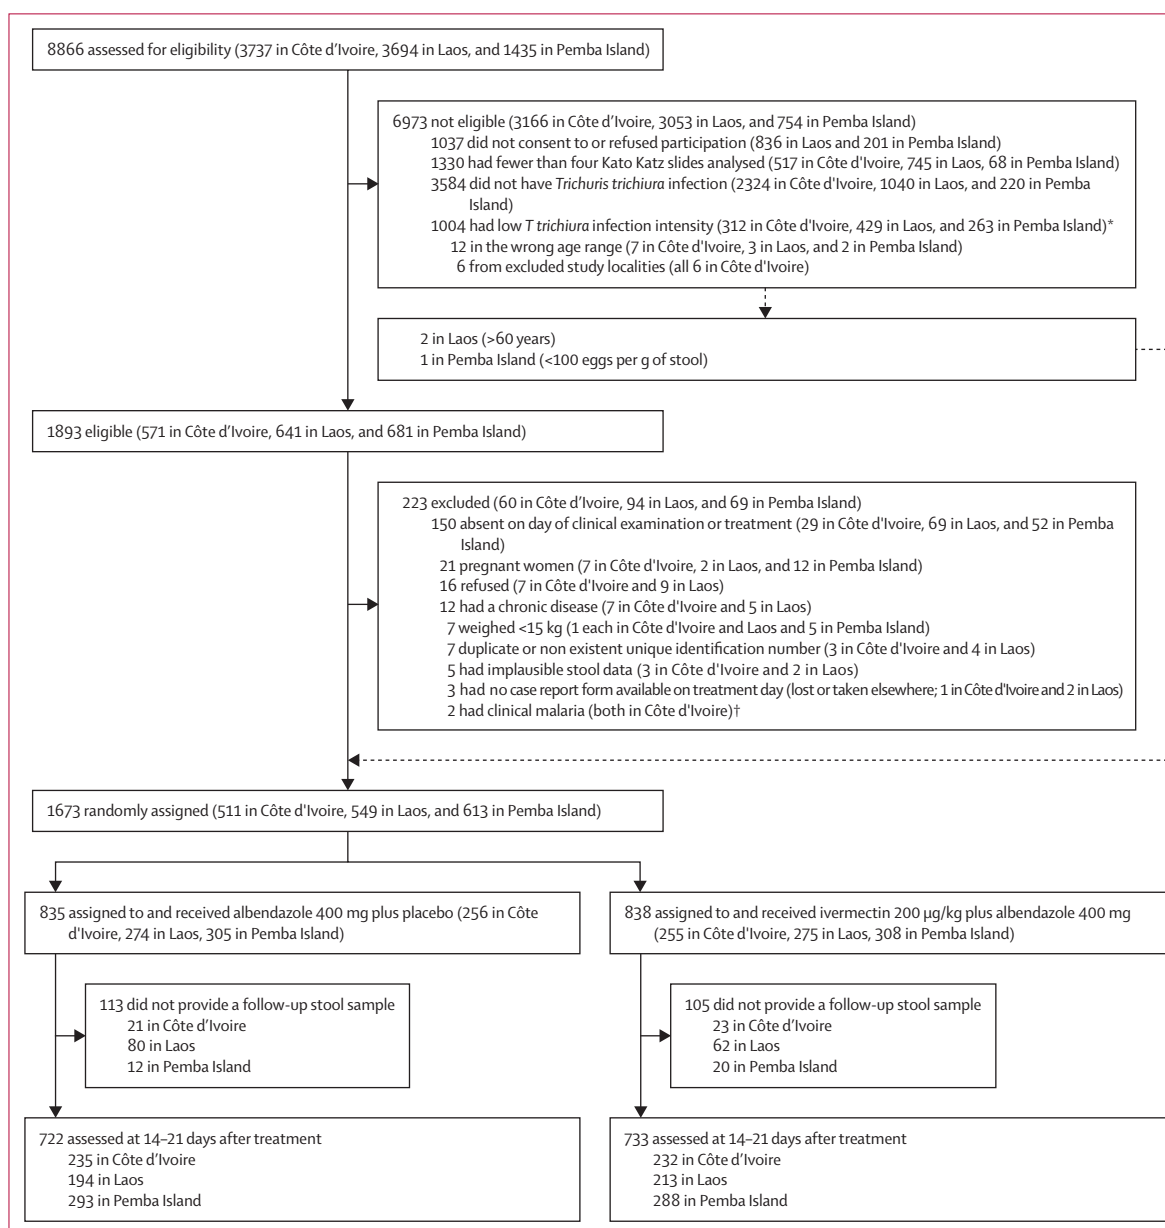 8866 assessed for eligibility (3737 in Côte d'Ivoire, 3694 in Laos, and 1435 in Pemba Island)
6973 not eligible (3166 in Côte d'Ivoire, 3053 in Laos, and 754 in Pemba Island)
1037 did not consent to or refused participation (836 in Laos and 201 in Pemba Island)
1330 had fewer than four Kato Katz slides analysed (517 in Côte d'Ivoire, 745 in Laos, 68 in Pemba Island)
3584 did not have Trichuris trichiura infection (2324 in Côte d'Ivoire, 1040 in Laos, and 220 in Pemba
Island)
1004 had low T trichiura infection intensity (312 in Côte d'Ivoire, 429 in Laos, and 263 in Pemba Island)*
12 in the wrong age range (7 in Côte d'Ivoire, 3 in Laos, and 2 in Pemba Island)
6 from excluded study localities (all 6 in Côte d'Ivoire)
2 in Laos (>60 years)
1 in Pemba Island (<100 eggs per g of stool)
1893 eligible (571 in Côte d'Ivoire, 641 in Laos, and 681 in Pemba Island)
223 excluded (60 in Côte d'Ivoire, 94 in Laos, and 69 in Pemba Island)
150 absent on day of clinical examination or treatment (29 in Côte d'Ivoire, 69 in Laos, and 52 in Pemba
Island)
21 pregnant women (7 in Côte d'Ivoire, 2 in Laos, and 12 in Pemba Island)
16 refused (7 in Côte d'Ivoire and 9 in Laos)
12 had a chronic disease (7 in Côte d'Ivoire and 5 in Laos)
7 weighed <15 kg (1 each in Côte d'Ivoire and Laos and 5 in Pemba Island)
7 duplicate or non existent unique identification number (3 in Côte d'Ivoire and 4 in Laos)
5 had implausible stool data (3 in Côte d'Ivoire and 2 in Laos)
3 had no case report form available on treatment day (lost or taken elsewhere; 1 in Côte d'Ivoire and 2 in Laos)
2 had clinical malaria (both in Côte d'Ivoire)†
1673 randomly assigned (511 in Côte d'Ivoire, 549 in Laos, and 613 in Pemba Island)
835 assigned to and received albendazole 400 mg plus placebo (256 in Côte
d'Ivoire, 274 in Laos, 305 in Pemba Island)
838 assigned to and received ivermectin 200 µg/kg plus albendazole 400 mg
(255 in Côte d'Ivoire, 275 in Laos, 308 in Pemba Island)
113 did not provide a follow-up stool sample
21 in Côte d'Ivoire
80 in Laos
12 in Pemba Island
105 did not provide a follow-up stool sample
23 in Côte d'Ivoire
62 in Laos
20 in Pemba Island
722 assessed at 14–21 days after treatment
235 in Côte d'Ivoire
194 in Laos
293 in Pemba Island
733 assessed at 14–21 days after treatment
232 in Côte d'Ivoire
213 in Laos
288 in Pemba Island